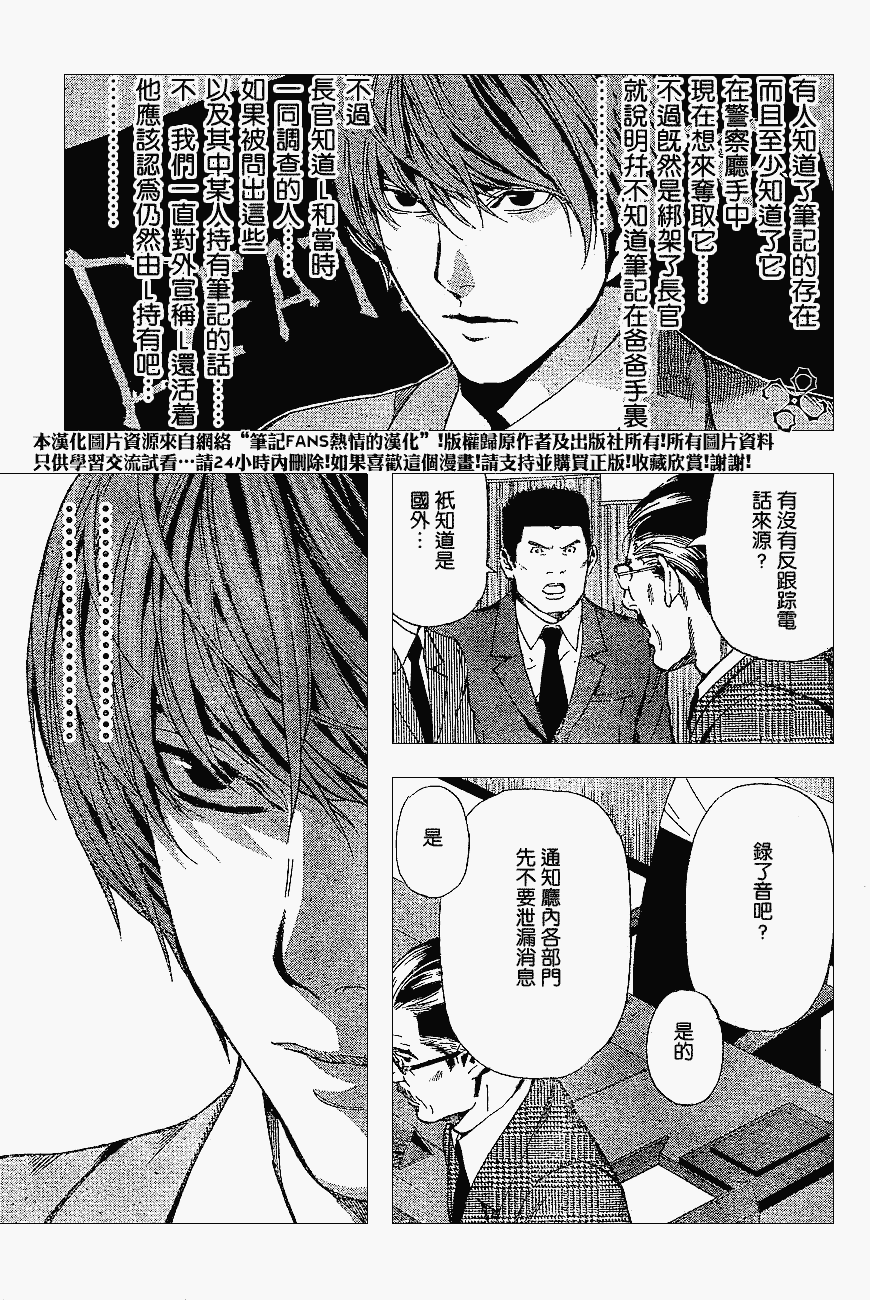 有人知道了筆記的存在
而且至少知道了它
在警察廳手中
現在想來奪取它……
不過既然是綁架了長官
就說明幷不知道筆記在爸爸手裏
…………
不過
長官知道L和當時
一同調查的人……
如果被問出這些
以及其中某人持有筆記的話……
不 我們一直對外宣稱L還活着
他應該認為仍然由L持有吧…
…………
DEAT
本漢化圖片資源來自網絡“筆記FANS熱情的漢化”!版權歸原作者及出版社所有!所有圖片資料
只供學習交流試看…請24小時內刪除!如果喜歡這個漫畫!請支持並購買正版!收藏欣賞!謝謝!
有沒有反跟踪電
話來源?
衹知道是
國外…
錄了音吧?
是的
通知廳內各部門
先不要泄漏消息
是
…………………
…………………